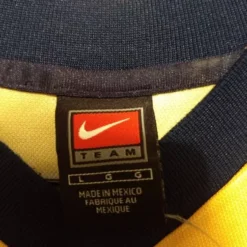 TEAM
L G G
MADE IN MEXICO
FABRIQUE AU
MEXIQUE